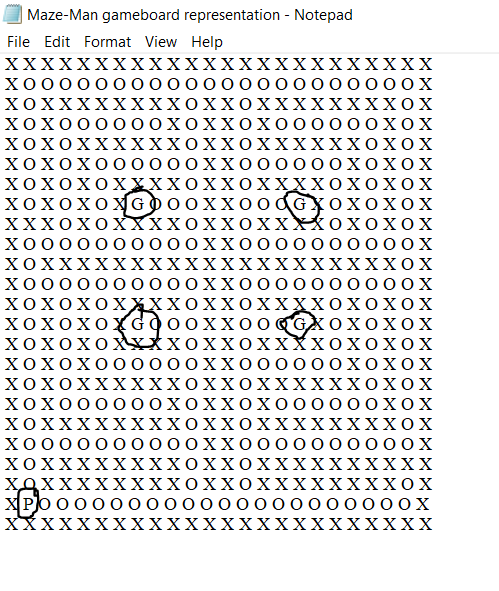 Maze-Man gameboard representation - Notepad
File Edit Format View Help
X X X X X X X X X X X X X X X X X X X X X X X X
X O O O O O O O O O O O O O O O O O O O O O O X
X O X X X X X X X X O X X O X X X X X X X X O X
X O X O O O O O O X O X X O X O O O O O O X O X
X O X O X X X X X X O X X O X X X X X X O X O X
X O X O X O O O O O O X X O O O O O O X O X O X
X O X O X O X X X X O X X O X X X X O X O X O X
X O X O X O X G O O O X X O O O G X O X O X O X
X X X O X O X X X X O X X O X X X X O X O X O X
X O O O O O O O O O O X X O O O O O O O O O O X
X O X X X X X X X X X X X X X X X X X X X X O X
X O O O O O O O O O O X X O O O O O O O O O O X
X O X O X O X X X X O X X O X X X X O X O X O X
X O X O X O X G O O O X X O O O G X O X O X O X
X O X O X O X X X X O X X O X X X X O X O X O X
X O X O X O O O O O O X X O O O O O O X O X O X
X O X O X X X X X X O X X O X X X X X X O X O X
X O X O O O O O O X O X X O X O O O O O O X O X
X O X X X X X X X X O X X O X X X X X X X X O X
X O O O O O O O O O O X X O O O O O O O O O O X
X O X X X X X X X X O X X O X X X X X X X X X X
X O X X X X X X X X O X X O X X X X X X X X O X
X P O O O O O O O O O O O O O O O O O O O O O X
X X X X X X X X X X X X X X X X X X X X X X X X